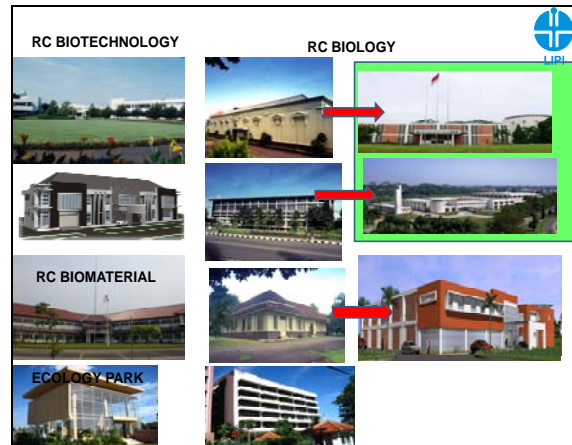 RC BIOTECHNOLOGY
RC BIOLOGY
LIPI
RC BIOMATERIAL
ECOLOGY PARK